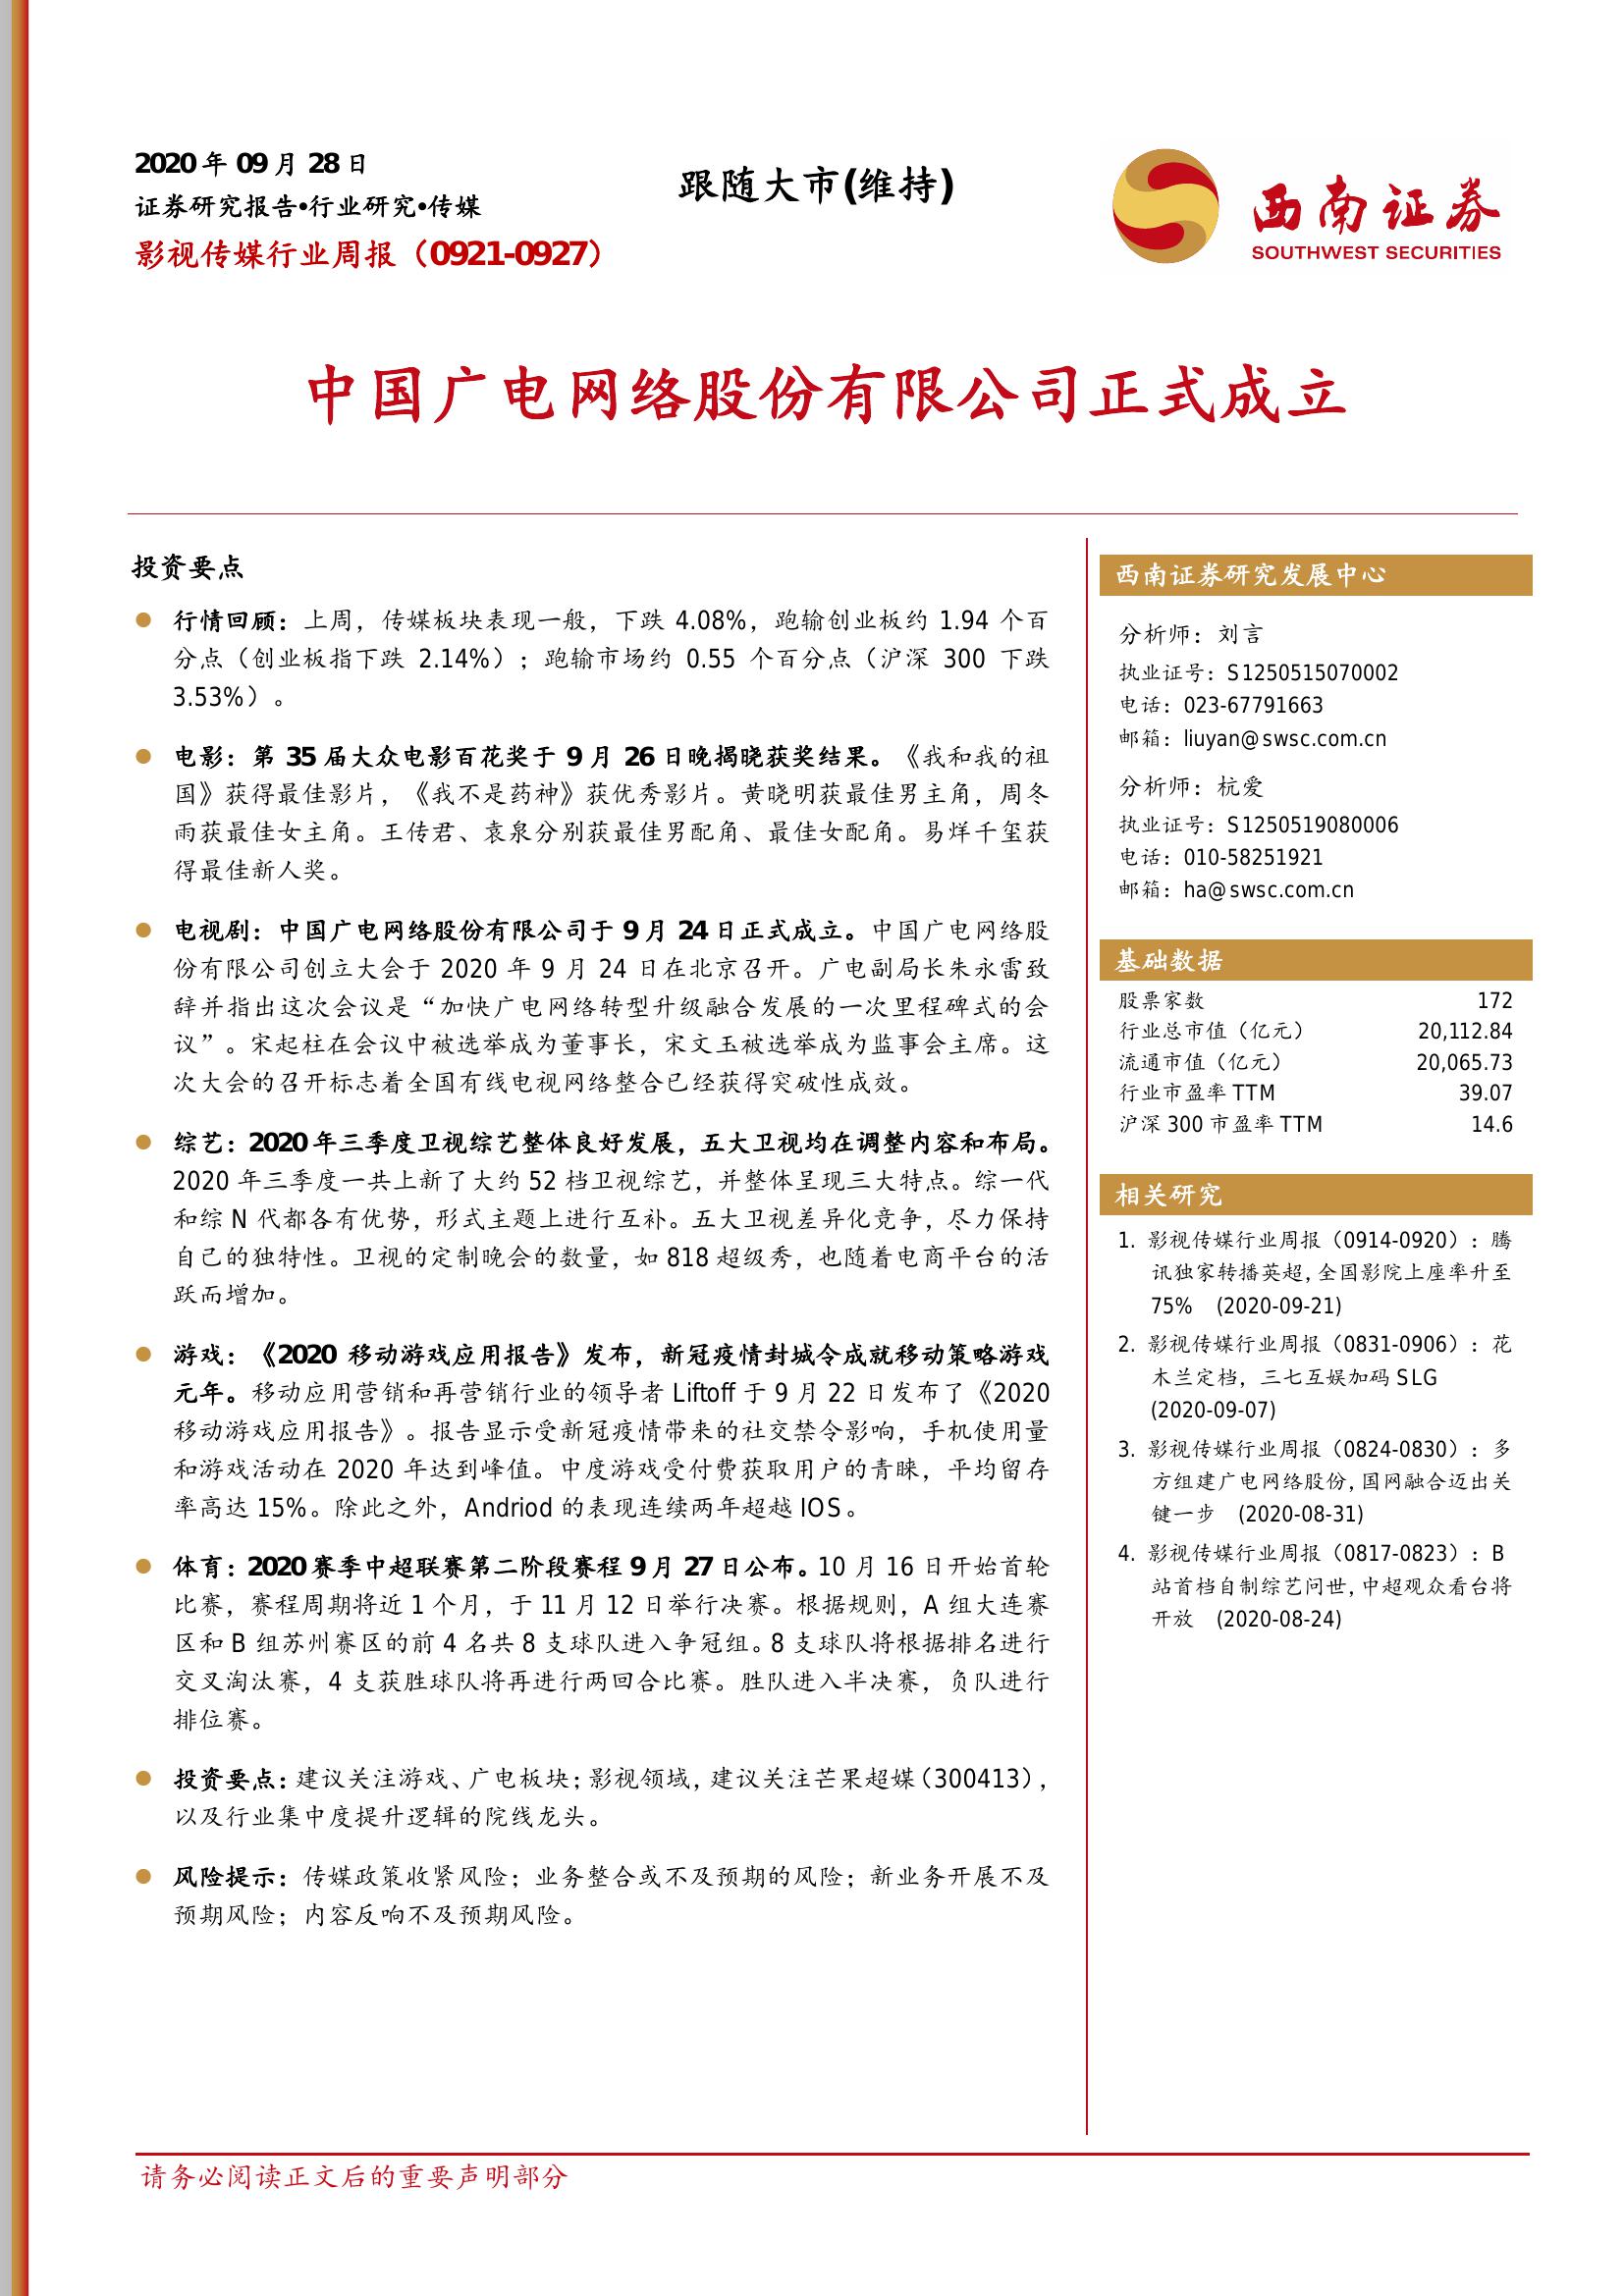 2020 年 09 月 28 日
证券研究报告•行业研究•传媒
影视传媒行业周报（0921-0927）
跟随大市(维持)
西南证券
SOUTHWEST SECURITIES
中国广电网络股份有限公司正式成立
投资要点
行情回顾：上周，传媒板块表现一般，下跌 4.08%，跑输创业板约 1.94 个百
分点（创业板指下跌 2.14%）；跑输市场约 0.55 个百分点（沪深 300 下跌
3.53%）。
电影：第 35 届大众电影百花奖于 9 月 26 日晚揭晓获奖结果。《我和我的祖
国》获得最佳影片，《我不是药神》获优秀影片。黄晓明获最佳男主角，周冬
雨获最佳女主角。王传君、袁泉分别获最佳男配角、最佳女配角。易烊千玺获
得最佳新人奖。
电视剧：中国广电网络股份有限公司于 9 月 24 日正式成立。中国广电网络股
份有限公司创立大会于 2020 年 9 月 24 日在北京召开。广电副局长朱永雷致
辞并指出这次会议是“加快广电网络转型升级融合发展的一次里程碑式的会
议”。宋起柱在会议中被选举成为董事长，宋文玉被选举成为监事会主席。这
次大会的召开标志着全国有线电视网络整合已经获得突破性成效。
综艺：2020 年三季度卫视综艺整体良好发展，五大卫视均在调整内容和布局。
2020 年三季度一共上新了大约 52 档卫视综艺，并整体呈现三大特点。综一代
和综 N 代都各有优势，形式主题上进行互补。五大卫视差异化竞争，尽力保持
自己的独特性。卫视的定制晚会的数量，如 818 超级秀，也随着电商平台的活
跃而增加。
游戏：《2020 移动游戏应用报告》发布，新冠疫情封城令成就移动策略游戏
元年。移动应用营销和再营销行业的领导者 Liftoff 于 9 月 22 日发布了《2020
移动游戏应用报告》。报告显示受新冠疫情带来的社交禁令影响，手机使用量
和游戏活动在 2020 年达到峰值。中度游戏受付费获取用户的青睐，平均留存
率高达 15%。除此之外，Andriod 的表现连续两年超越 IOS。
体育：2020 赛季中超联赛第二阶段赛程 9 月 27 日公布。10 月 16 日开始首轮
比赛，赛程周期将近 1 个月，于 11 月 12 日举行决赛。根据规则，A 组大连赛
区和 B 组苏州赛区的前 4 名共 8 支球队进入争冠组。8 支球队将根据排名进行
交叉淘汰赛，4 支获胜球队将再进行两回合比赛。胜队进入半决赛，负队进行
排位赛。
投资要点：建议关注游戏、广电板块；影视领域，建议关注芒果超媒（300413），
以及行业集中度提升逻辑的院线龙头。
风险提示：传媒政策收紧风险；业务整合或不及预期的风险；新业务开展不及
预期风险；内容反响不及预期风险。
西南证券研究发展中心
分析师：刘言
执业证号：S1250515070002
电话：023-67791663
邮箱：liuyan@swsc.com.cn
分析师：杭爱
执业证号：S1250519080006
电话：010-58251921
邮箱：ha@swsc.com.cn
基础数据
股票家数 172
行业总市值（亿元） 20,112.84
流通市值（亿元） 20,065.73
行业市盈率 TTM 39.07
沪深 300 市盈率 TTM 14.6
相关研究
1. 影视传媒行业周报（0914-0920）：腾
讯独家转播英超，全国影院上座率升至
75% (2020-09-21)
2. 影视传媒行业周报（0831-0906）：花
木兰定档，三七互娱加码 SLG
(2020-09-07)
3. 影视传媒行业周报（0824-0830）：多
方组建广电网络股份，国网融合迈出关
键一步 (2020-08-31)
4. 影视传媒行业周报（0817-0823）：B
站首档自制综艺问世，中超观众看台将
开放 (2020-08-24)
请务必阅读正文后的重要声明部分